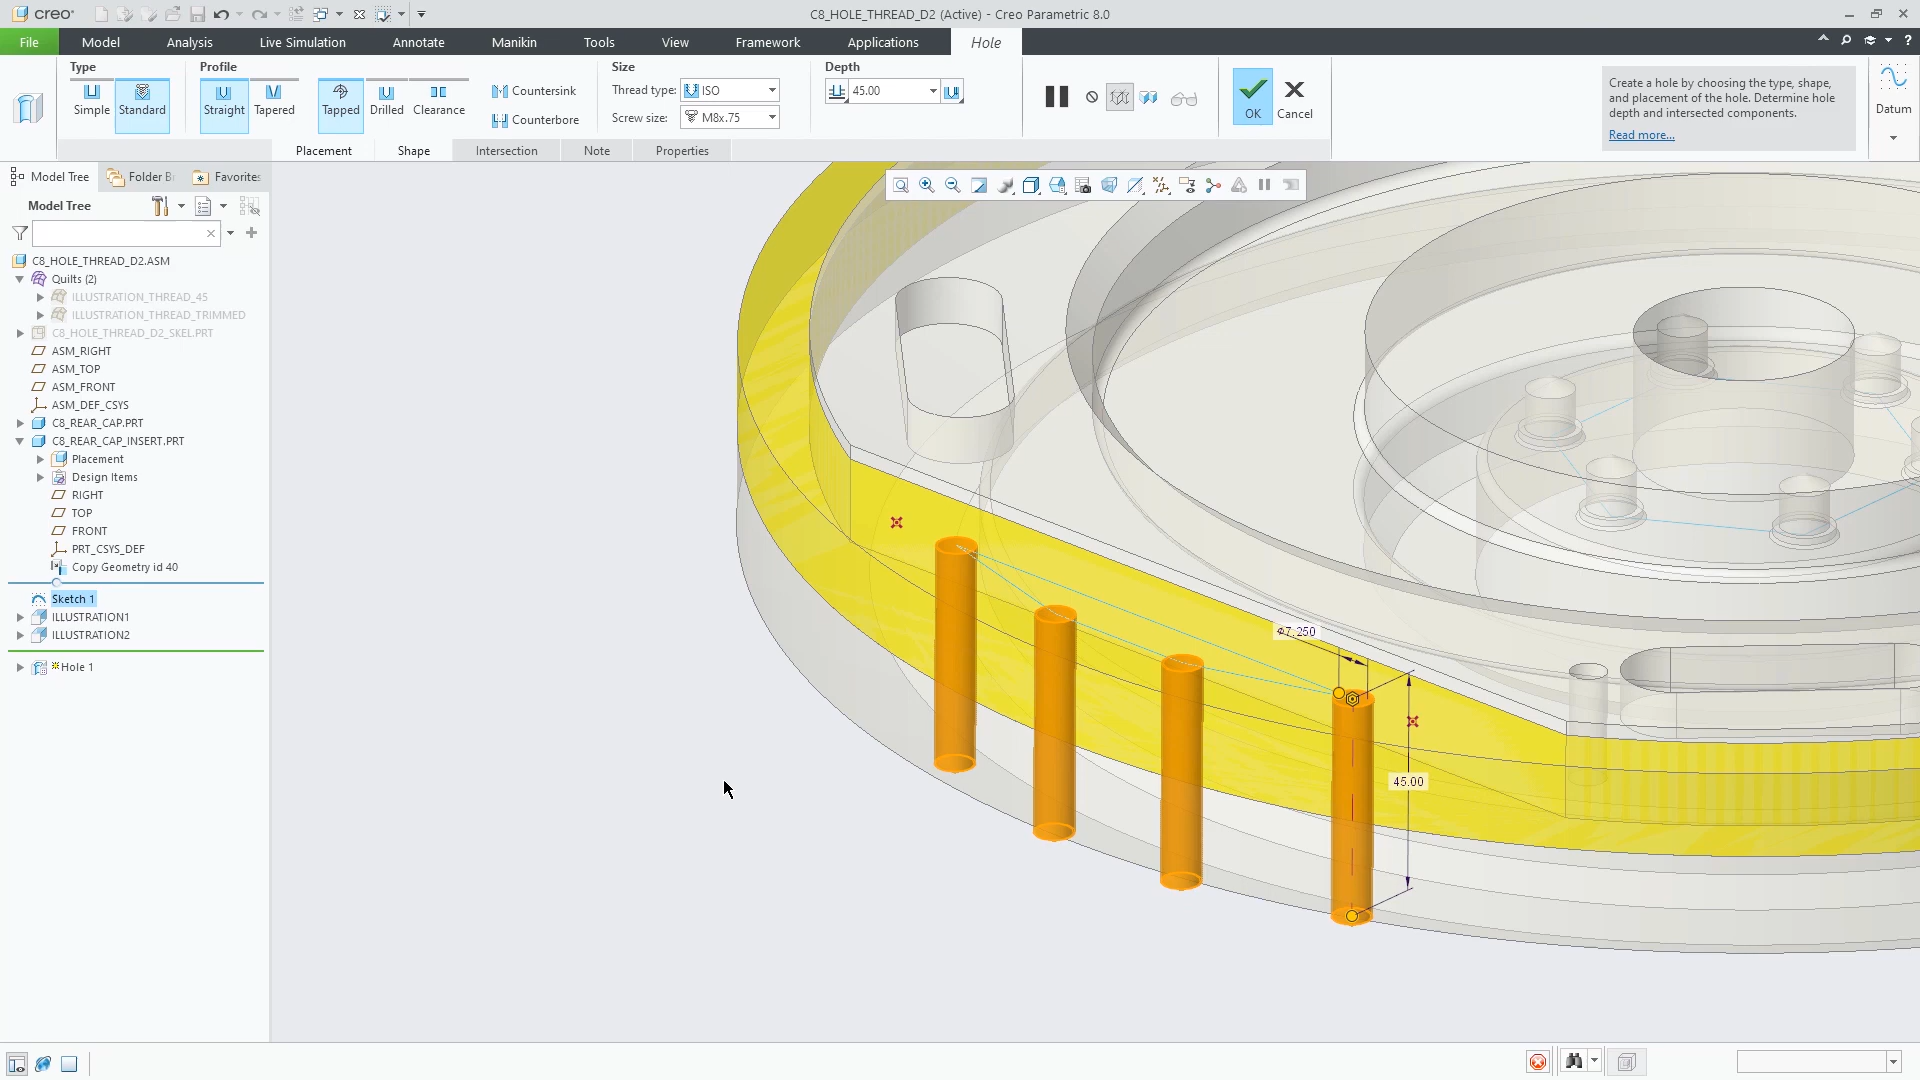 creo®
C8_HOLE_THREAD_D2 (Active) - Creo Parametric 8.0
File Model Analysis Live Simulation Annotate Manikin Tools View Framework Applications Hole
Type Profile Size Depth
Simple Standard Straight Tapered Tapped Drilled Clearance
Countersink
Counterbore
Thread type: ISO
Screw size: M8x.75
45.00
OK Cancel
Create a hole by choosing the type, shape,
and placement of the hole. Determine hole
depth and intersected components.
Read more...
Datum
Placement Shape Intersection Note Properties
Model Tree Folder Br Favorites
Model Tree
C8_HOLE_THREAD_D2.ASM
Quilts (2)
ILLUSTRATION_THREAD_45
ILLUSTRATION_THREAD_TRIMMED
C8_HOLE_THREAD_D2_SKEL.PRT
ASM_RIGHT
ASM_TOP
ASM_FRONT
ASM_DEF_CSYS
C8_REAR_CAP.PRT
C8_REAR_CAP_INSERT.PRT
Placement
Design Items
RIGHT
TOP
FRONT
PRT_CSYS_DEF
Copy Geometry id 40
Sketch 1
ILLUSTRATION1
ILLUSTRATION2
Hole 1
⌀7.250
45.00